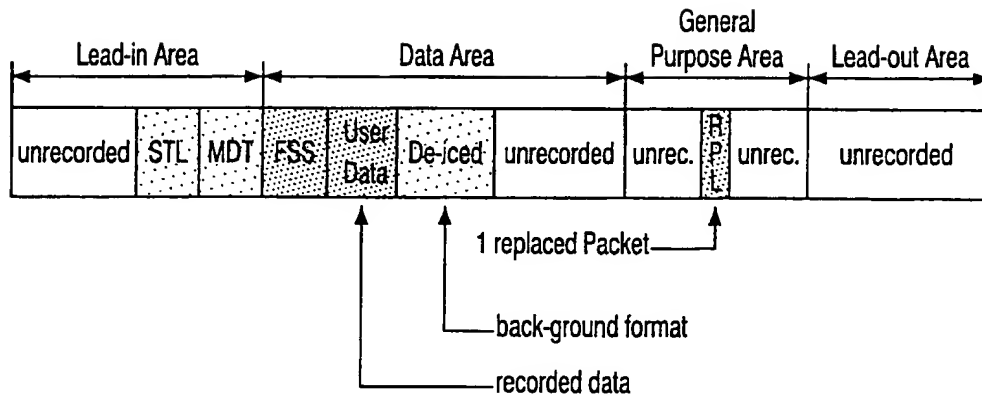 General
Lead-in Area
Data Area
Purpose Area
Lead-out Area
unrecorded
STL
MDT
FSS
User
Data
De-iced
unrecorded
unrec.
R
P
L
unrec.
unrecorded
1 replaced Packet
back-ground format
recorded data